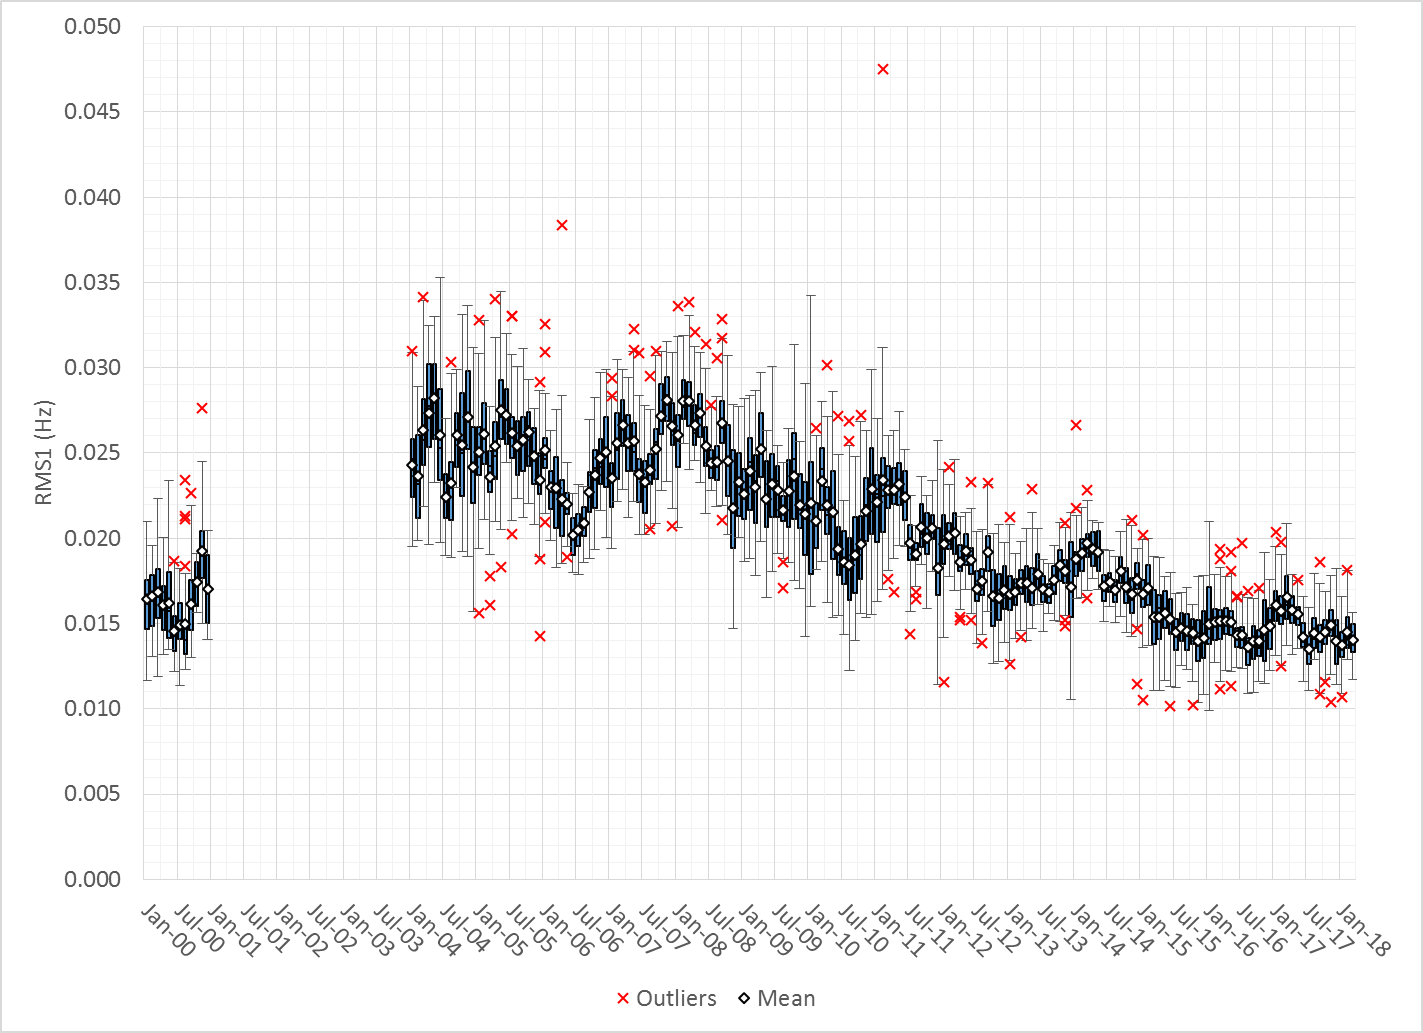 0.050
0.045
0.040
0.035
0.030
0.025
0.020
0.015
0.010
0.005
0.000
RMS1 (Hz)
Jan-00
Jul-00
Jan-01
Jul-01
Jan-02
Jul-02
Jan-03
Jul-03
Jan-04
Jul-04
Jan-05
Jul-05
Jan-06
Jul-06
Jan-07
Jul-07
Jan-08
Jul-08
Jan-09
Jul-09
Jan-10
Jul-10
Jan-11
Jul-11
Jan-12
Jul-12
Jan-13
Jul-13
Jan-14
Jul-14
Jan-15
Jul-15
Jan-16
Jul-16
Jan-17
Jul-17
Jan-18
Outliers Mean